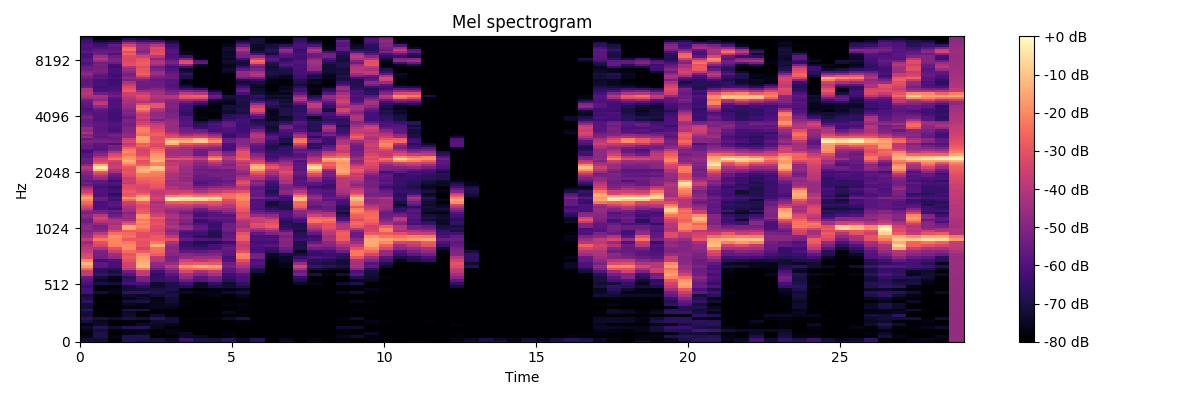 Mel spectrogram
+0 dB
8192
-10 dB
4096
-20 dB
-30 dB
2048
Hz
-40 dB
1024
-50 dB
-60 dB
512
-70 dB
0
-80 dB
0 5 10 15 20 25
Time